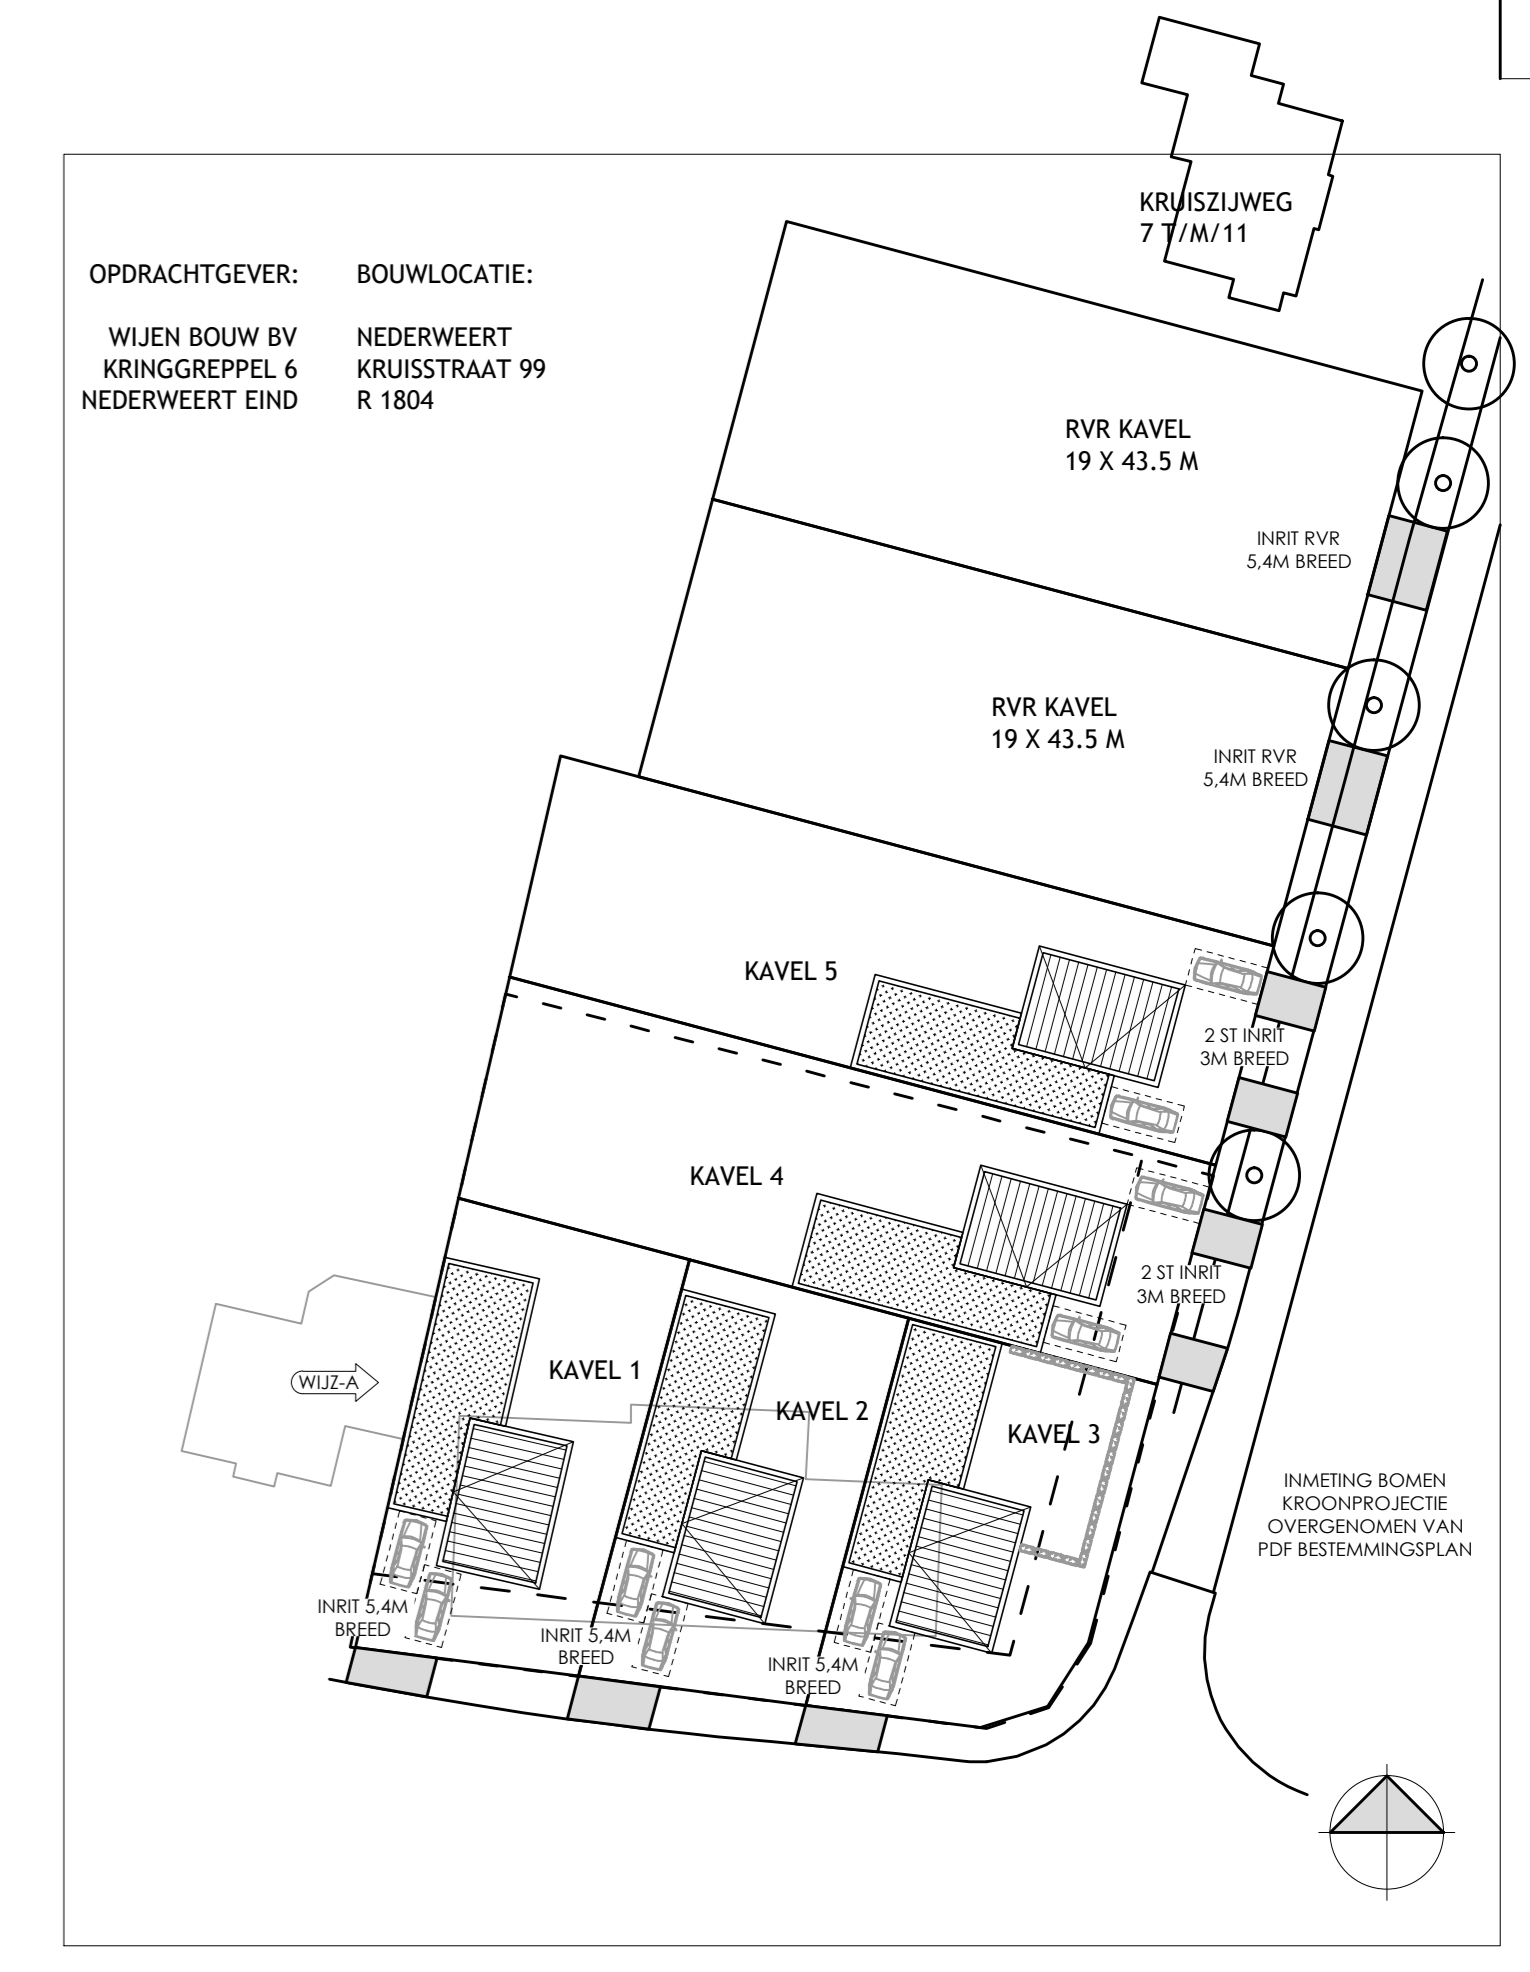 KRUISZIJWEG
7 T/M/11
OPDRACHTGEVER:
WIJEN BOUW BV
KRINGGREPPEL 6
NEDERWEERT EIND
BOUWLOCATIE:
NEDERWEERT
KRUISSTRAAT 99
R 1804
RVR KAVEL
19 X 43.5 M
INRIT RVR
5,4M BREED
RVR KAVEL
19 X 43.5 M
INRIT RVR
5,4M BREED
KAVEL 5
2 ST INRIT
3M BREED
KAVEL 4
2 ST INRIT
3M BREED
WIJZ-A
KAVEL 1
KAVEL 2
KAVEL 3
INMETING BOMEN
KROONPROJECTIE
OVERGENOMEN VAN
PDF BESTEMMINGSPLAN
INRIT 5,4M
BREED
INRIT 5,4M
BREED
INRIT 5,4M
BREED